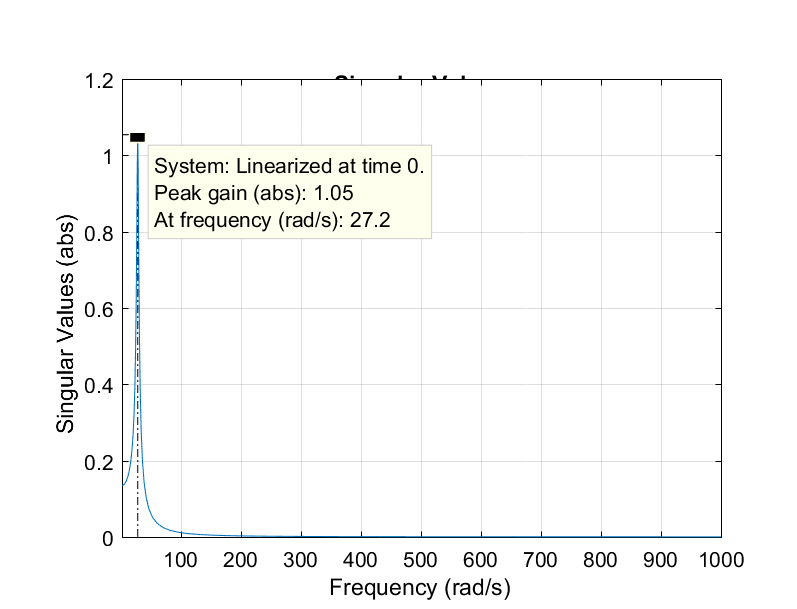 1.2
1
0.8
0.6
0.4
0.2
0
Singular Values (abs)
System: Linearized at time 0.
Peak gain (abs): 1.05
At frequency (rad/s): 27.2
100 200 300 400 500 600 700 800 900 1000
Frequency (rad/s)